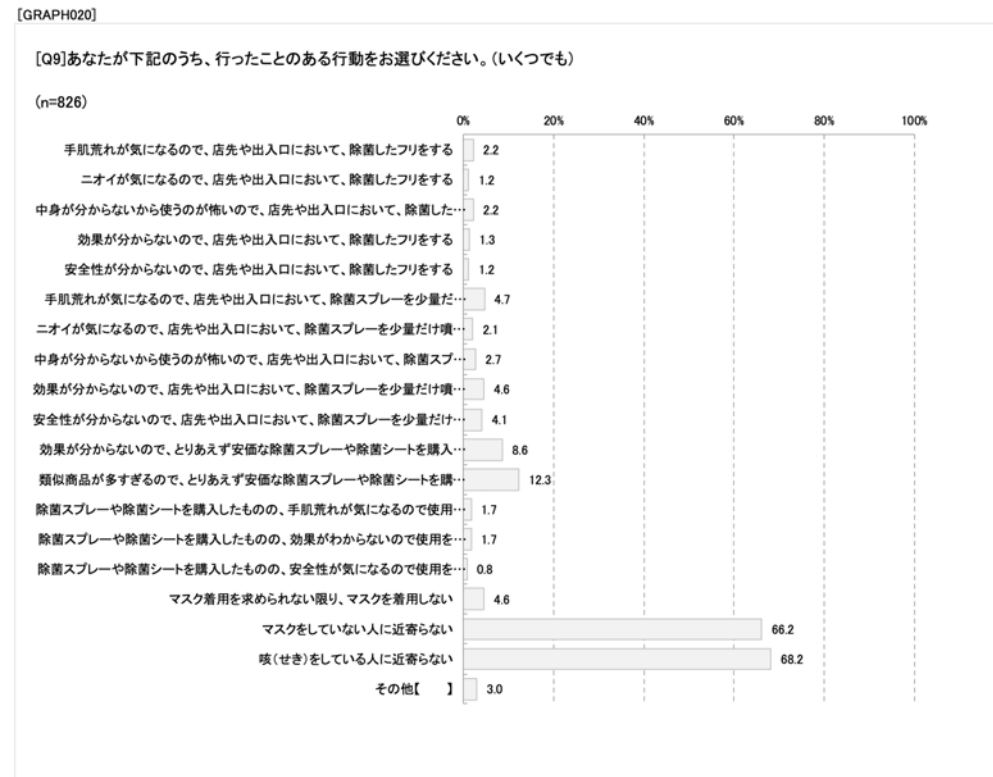 [GRAPH020]
[Q9]あなたが下記のうち、行ったことのある行動をお選びください。(いくつでも)
(n=826)
0% 20% 40% 60% 80% 100%
手肌荒れが気になるので、店先や出入口において、除菌したフリをする 2.2
ニオイが気になるので、店先や出入口において、除菌したフリをする 1.2
中身が分からないから使うのが怖いので、店先や出入口において、除菌した… 2.2
効果が分からないので、店先や出入口において、除菌したフリをする 1.3
安全性が分からないので、店先や出入口において、除菌したフリをする 1.2
手肌荒れが気になるので、店先や出入口において、除菌スプレーを少量だ… 4.7
ニオイが気になるので、店先や出入口において、除菌スプレーを少量だけ噴… 2.1
中身が分からないから使うのが怖いので、店先や出入口において、除菌スプ… 2.7
効果が分からないので、店先や出入口において、除菌スプレーを少量だけ噴… 4.6
安全性が分からないので、店先や出入口において、除菌スプレーを少量だけ… 4.1
効果が分からないので、とりあえず安価な除菌スプレーや除菌シートを購入… 8.6
類似商品が多すぎるので、とりあえず安価な除菌スプレーや除菌シートを購… 12.3
除菌スプレーや除菌シートを購入したものの、手肌荒れが気になるので使用… 1.7
除菌スプレーや除菌シートを購入したものの、効果がわからないので使用を… 1.7
除菌スプレーや除菌シートを購入したものの、安全性が気になるので使用を… 0.8
マスク着用を求められない限り、マスクを着用しない 4.6
マスクをしていない人に近寄らない 66.2
咳(せき)をしている人に近寄らない 68.2
その他【　　】 3.0